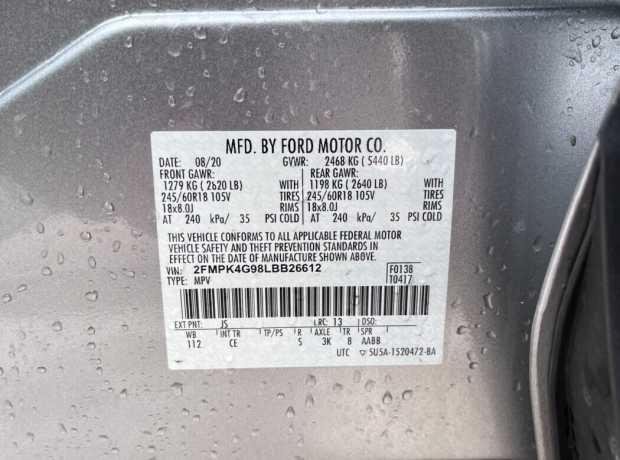 MFD. BY FORD MOTOR CO.
DATE: 08/20 GVWR: 2468 KG ( 5440 LB)
FRONT GAWR: REAR GAWR:
1279 KG ( 2620 LB) WITH 1198 KG ( 2640 LB) WITH
245/60R18 105V TIRES 245/60R18 105V TIRES
18x8.0J RIMS 18x8.0J RIMS
AT 240 kPa/ 35 PSI COLD AT 240 kPa/ 35 PSI COLD
THIS VEHICLE CONFORMS TO ALL APPLICABLE FEDERAL MOTOR
VEHICLE SAFETY AND THEFT PREVENTION STANDARDS IN
EFFECT ON THE DATE OF MANUFACTURE SHOWN ABOVE.
VIN: 2FMPK4G98LBB26612 F0138
TYPE: MPV T0417
EXT PNT: JS RC: 13 DSO:
WB INT TR TP/PS R AXLE TR SPR
112 CE S 3K 8 AABB
UTC ▽ 5U5A-1520472-BA